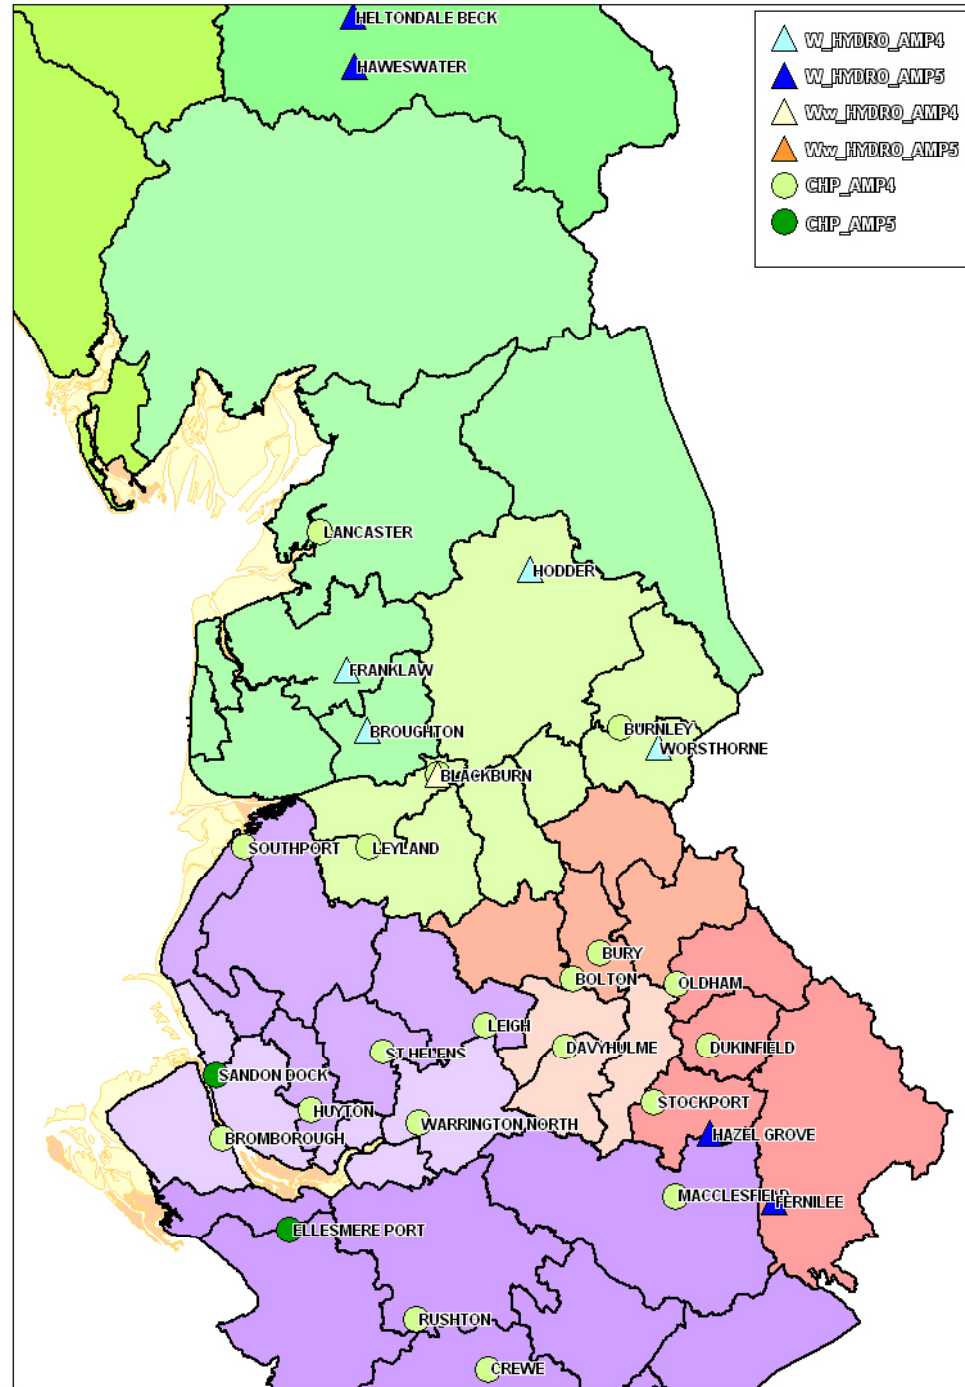 HELTONDALE BECK
HAWESWATER
W_HYDRO_AMP4
W_HYDRO_AMP5
Ww_HYDRO_AMP4
Ww_HYDRO_AMP5
CHP_AMP4
CHP_AMP5
LANCASTER
HODDER
FRANKLAW
BROUGHTON
BURNLEY
WORSTHORNE
BLACKBURN
SOUTHPORT
LEYLAND
BURY
BOLTON
OLDHAM
LEIGH
ST HELENS
DAVYHULME
DUKINFIELD
SANDON DOCK
HUYTON
STOCKPORT
WARRINGTON NORTH
BROMBOROUGH
HAZEL GROVE
MACCLESFIELD
FERNILEE
ELLESMERE PORT
RUSHTON
CREWE